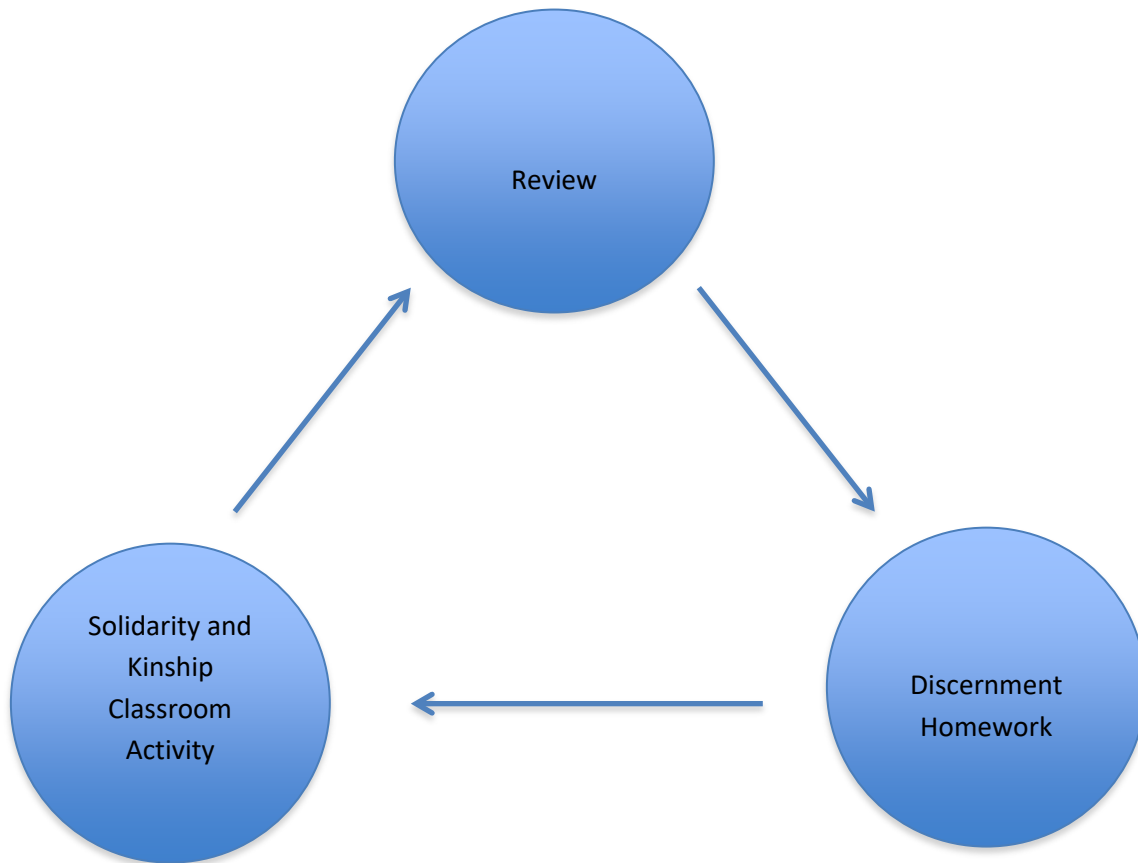 Review
Solidarity and
Kinship
Classroom
Activity
Discernment
Homework